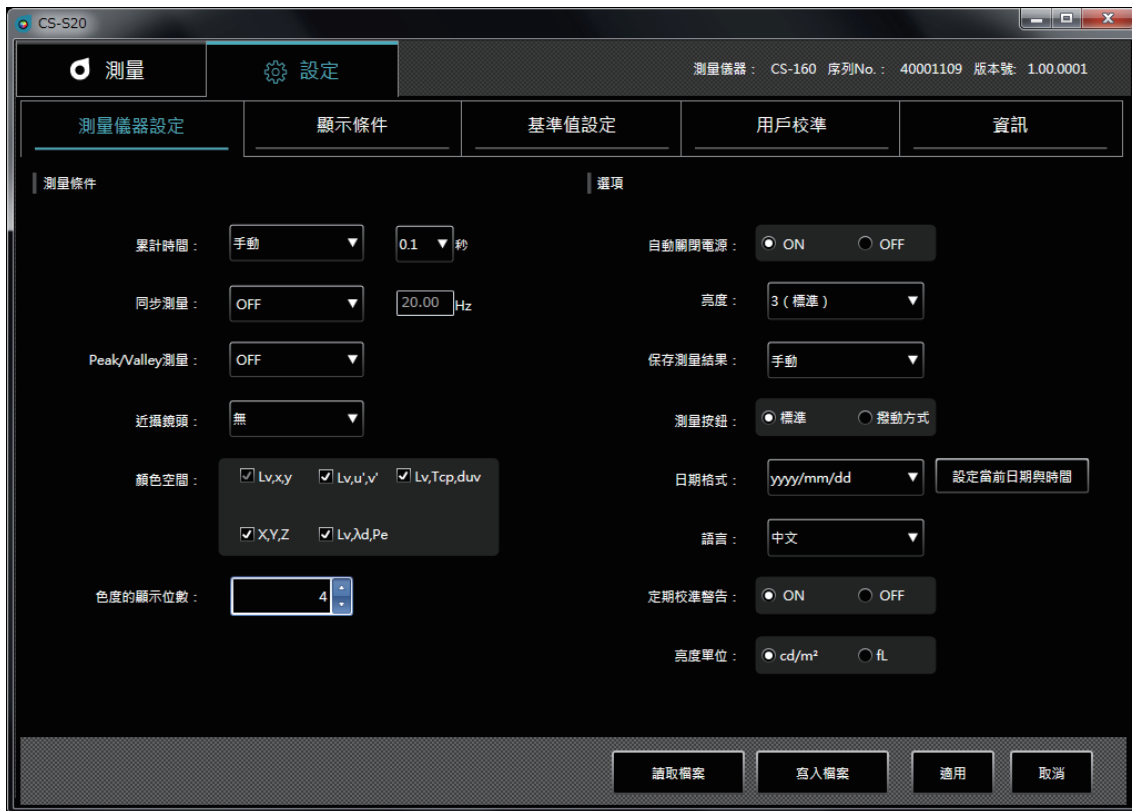 CS-S20
測量
設定
測量儀器： CS-160 序列No.： 40001109 版本號: 1.00.0001
測量儀器設定
顯示條件
基準值設定
用戶校準
資訊
測量條件
累計時間： 手動 0.1 秒
同步測量： OFF 20.00 Hz
Peak/Valley測量： OFF
近攝鏡頭： 無
顏色空間： Lv,x,y Lv,u',v' Lv,Tcp,duv
X,Y,Z Lv,λd,Pe
色度的顯示位數： 4
選項
自動關閉電源： ON OFF
亮度： 3（標準）
保存測量結果： 手動
測量按鈕： 標準 撥動方式
日期格式： yyyy/mm/dd 設定當前日期與時間
語言： 中文
定期校準警告： ON OFF
亮度單位： cd/m² fL
讀取檔案
寫入檔案
適用
取消